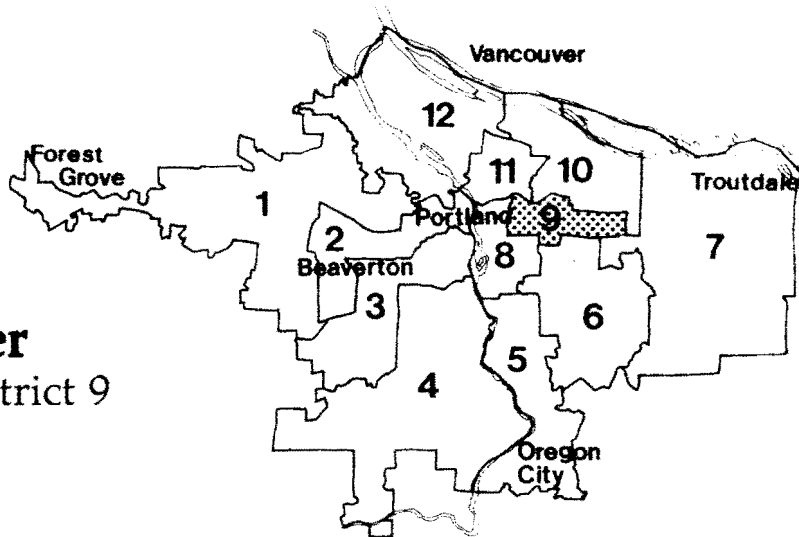 Vancouver
12
Forest
Grove
11
10
Troutdale
1
Portland
9
2
8
7
Beaverton
3
6
er
5
trict 9
4
Oregon
City